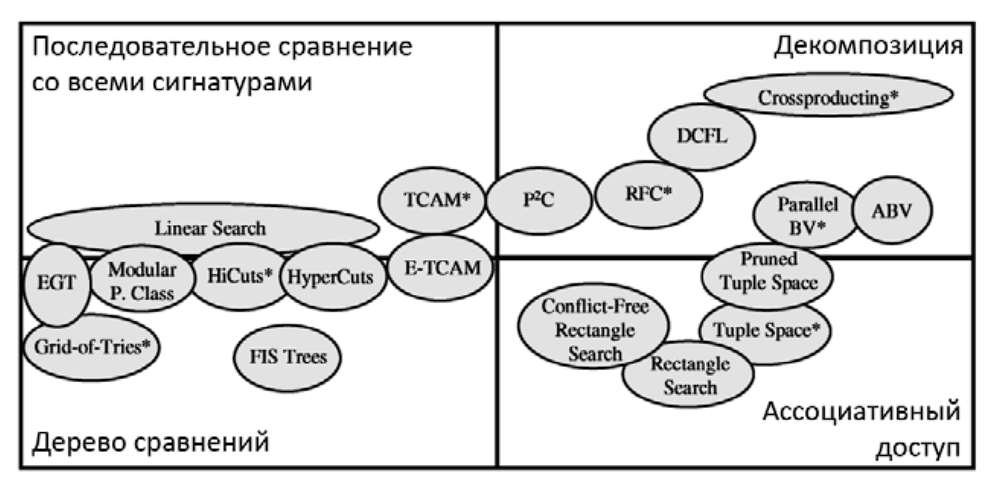 Последовательное сравнение
со всеми сигнатурами
Декомпозиция
Crossproducting*
DCFL
TCAM*
P²C
RFC*
Parallel
BV*
ABV
Linear Search
EGT
Modular
P. Class
HiCuts*
HyperCuts
E-TCAM
Pruned
Tuple Space
Conflict-Free
Rectangle
Search
Tuple Space*
Grid-of-Tries*
FIS Trees
Rectangle
Search
Дерево сравнений
Ассоциативный
доступ